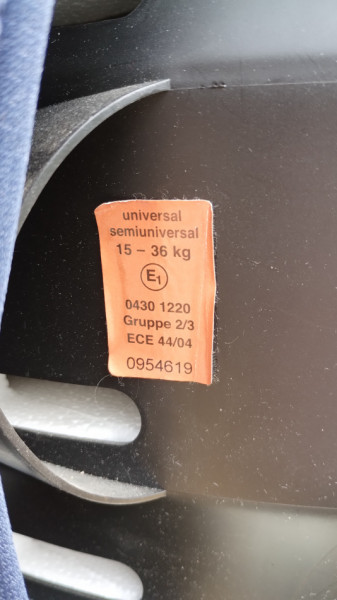 universal
semiuniversal
15 – 36 kg
E1
0430 1220
Gruppe 2/3
ECE 44/04
0954619